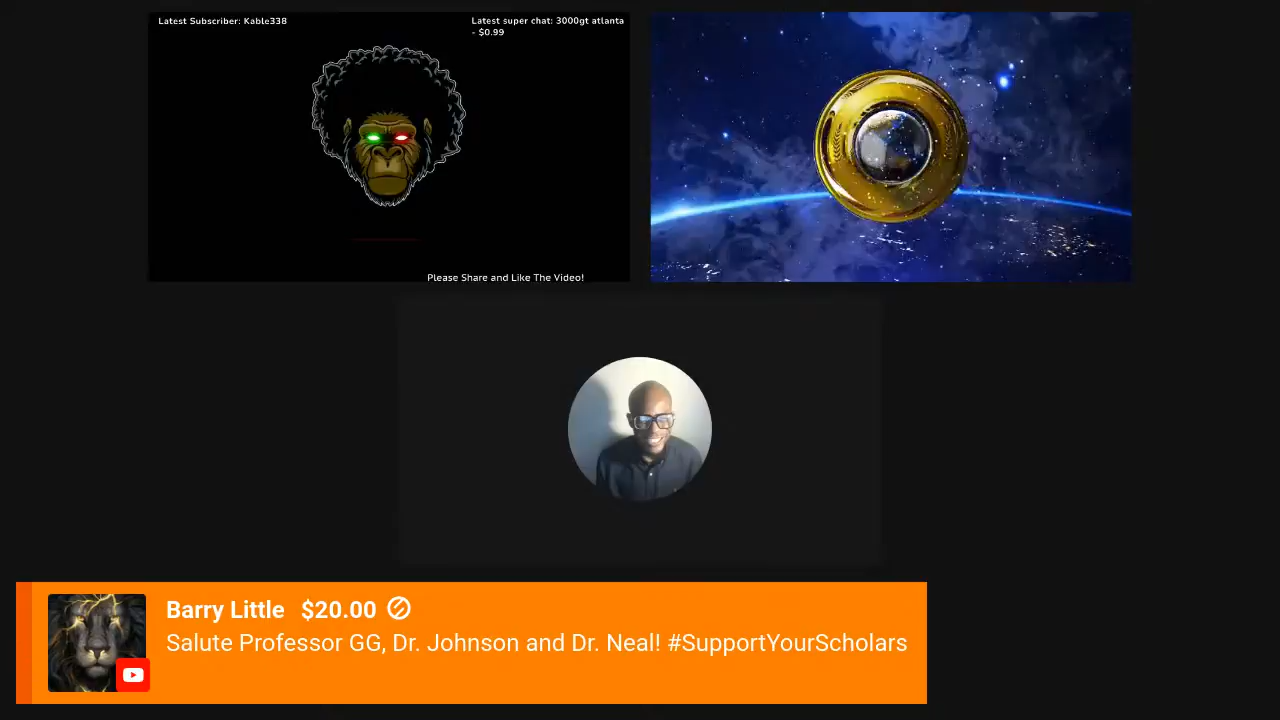 Latest Subscriber: Kable338
Latest super chat: 3000gt atlanta
- $0.99
Please Share and Like The Video!
Barry Little $20.00
Salute Professor GG, Dr. Johnson and Dr. Neal! #SupportYourScholars